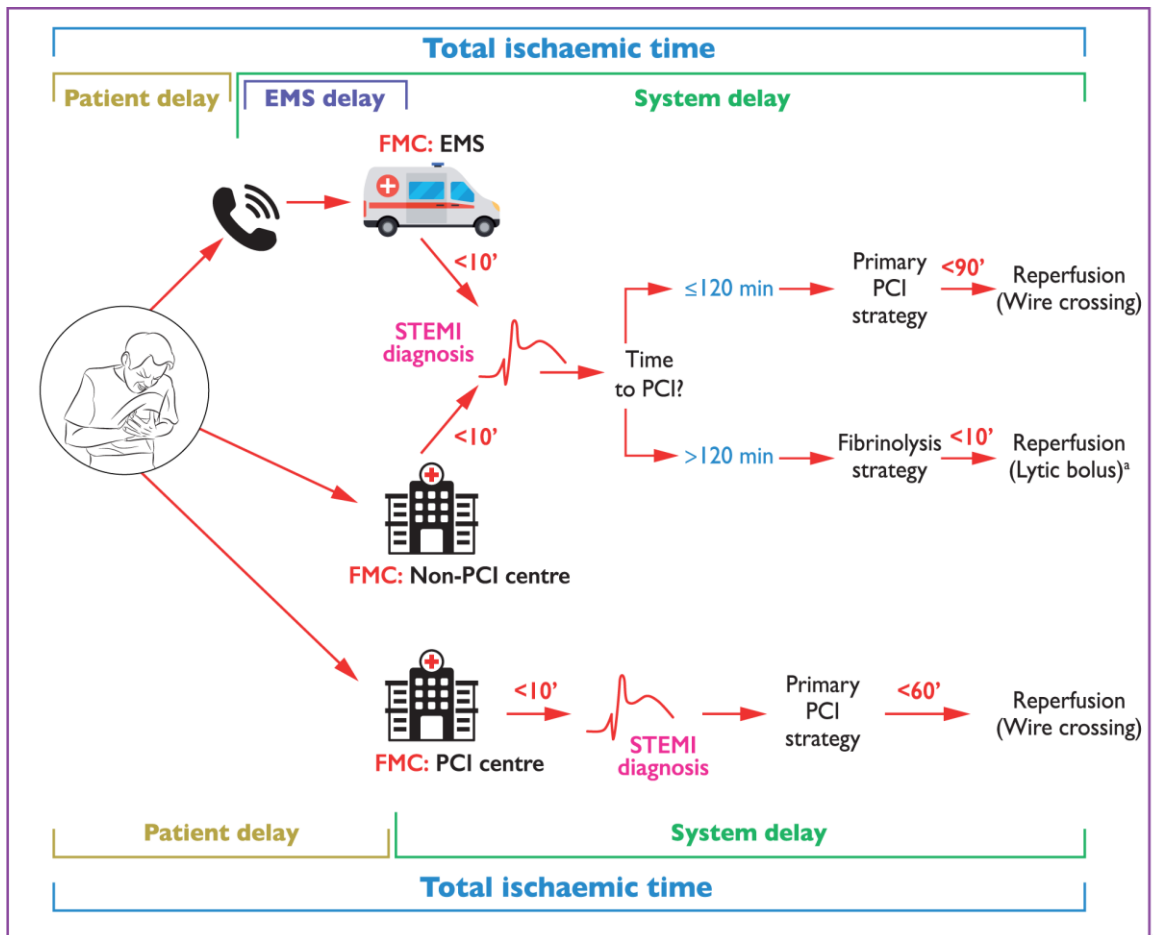 Total ischaemic time
Patient delay
EMS delay
System delay
FMC: EMS
<10’
STEMI
diagnosis
<10’
FMC: Non-PCI centre
Time
to PCI?
≤120 min
Primary
PCI
strategy
<90’
Reperfusion
(Wire crossing)
>120 min
Fibrinolysis
strategy
<10’
Reperfusion
(Lytic bolus)ᵃ
FMC: PCI centre
<10’
STEMI
diagnosis
Primary
PCI
strategy
<60’
Reperfusion
(Wire crossing)
Patient delay
System delay
Total ischaemic time